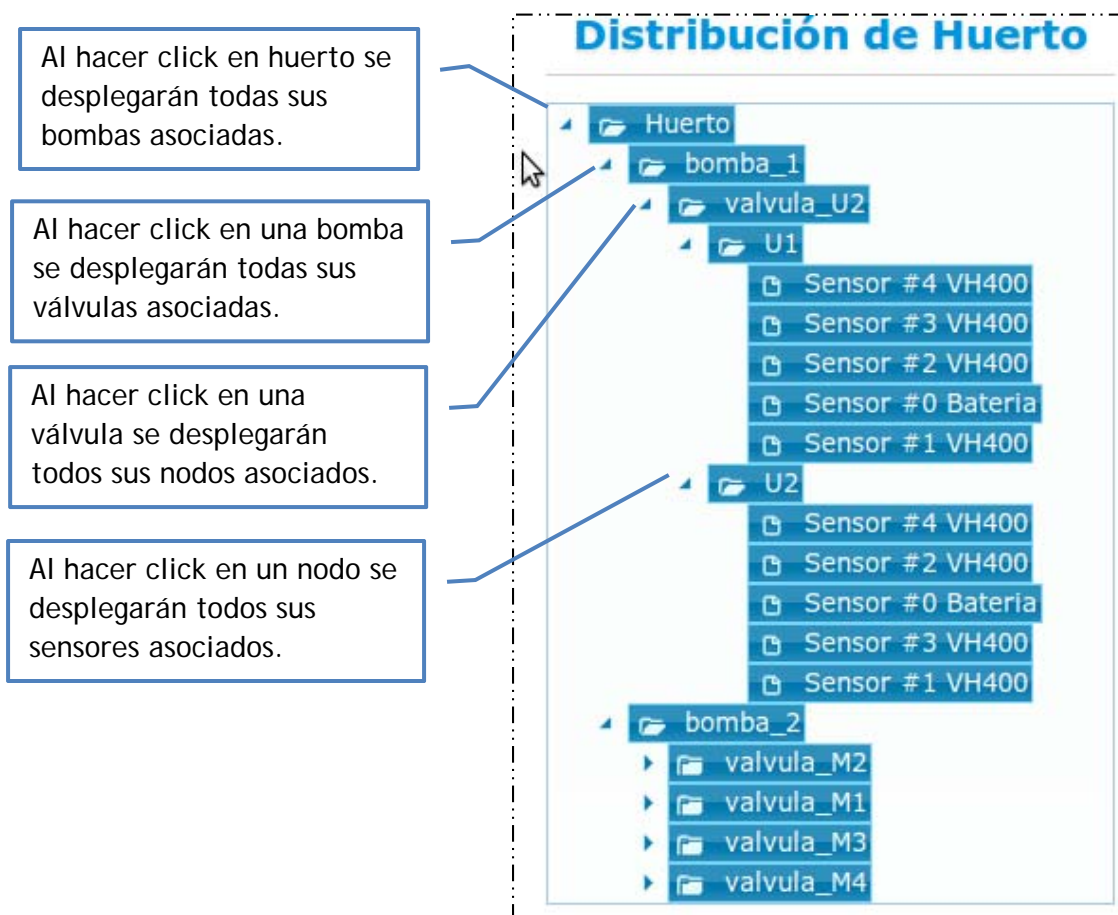 Al hacer click en huerto se
desplegarán todas sus
bombas asociadas.
Al hacer click en una bomba
se desplegarán todas sus
válvulas asociadas.
Al hacer click en una
válvula se desplegarán
todos sus nodos asociados.
Al hacer click en un nodo se
desplegarán todos sus
sensores asociados.
Distribución de Huerto
Huerto
bomba_1
valvula_U2
U1
Sensor #4 VH400
Sensor #3 VH400
Sensor #2 VH400
Sensor #0 Bateria
Sensor #1 VH400
U2
Sensor #4 VH400
Sensor #2 VH400
Sensor #0 Bateria
Sensor #3 VH400
Sensor #1 VH400
bomba_2
valvula_M2
valvula_M1
valvula_M3
valvula_M4